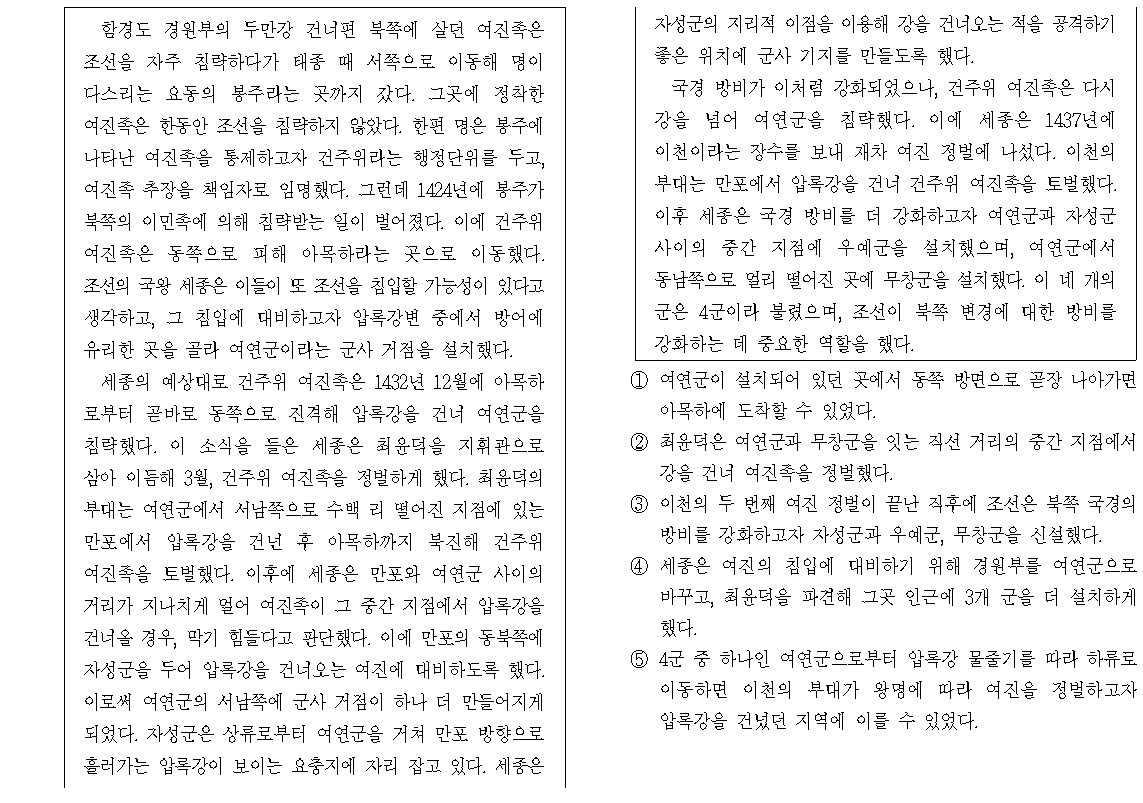 함경도 경원부의 두만강 건너편 북쪽에 살던 여진족은
조선을 자주 침략하다가 태종 때 서쪽으로 이동해 명이
다스리는 요동의 봉주라는 곳까지 갔다. 그곳에 정착한
여진족은 한동안 조선을 침략하지 않았다. 한편 명은 봉주에
나타난 여진족을 통제하고자 건주위라는 행정단위를 두고,
여진족 추장을 책임자로 임명했다. 그런데 1424년에 봉주가
북쪽의 이민족에 의해 침략받는 일이 벌어졌다. 이에 건주위
여진족은 동쪽으로 피해 아목하라는 곳으로 이동했다.
조선의 국왕 세종은 이들이 또 조선을 침입할 가능성이 있다고
생각하고, 그 침입에 대비하고자 압록강변 중에서 방어에
유리한 곳을 골라 여연군이라는 군사 거점을 설치했다.
세종의 예상대로 건주위 여진족은 1432년 12월에 아목하
로부터 곧바로 동쪽으로 진격해 압록강을 건너 여연군을
침략했다. 이 소식을 들은 세종은 최윤덕을 지휘관으로
삼아 이듬해 3월, 건주위 여진족을 정벌하게 했다. 최윤덕의
부대는 여연군에서 서남쪽으로 수백 리 떨어진 지점에 있는
만포에서 압록강을 건넌 후 아목하까지 북진해 건주위
여진족을 토벌했다. 이후에 세종은 만포와 여연군 사이의
거리가 지나치게 멀어 여진족이 그 중간 지점에서 압록강을
건너올 경우, 막기 힘들다고 판단했다. 이에 만포의 동북쪽에
자성군을 두어 압록강을 건너오는 여진에 대비하도록 했다.
이로써 여연군의 서남쪽에 군사 거점이 하나 더 만들어지게
되었다. 자성군은 상류로부터 여연군을 거쳐 만포 방향으로
흘러가는 압록강이 보이는 요충지에 자리 잡고 있다. 세종은
자성군의 지리적 이점을 이용해 강을 건너오는 적을 공격하기
좋은 위치에 군사 기지를 만들도록 했다.
국경 방비가 이처럼 강화되었으나, 건주위 여진족은 다시
강을 넘어 여연군을 침략했다. 이에 세종은 1437년에
이천이라는 장수를 보내 재차 여진 정벌에 나섰다. 이천의
부대는 만포에서 압록강을 건너 건주위 여진족을 토벌했다.
이후 세종은 국경 방비를 더 강화하고자 여연군과 자성군
사이의 중간 지점에 우예군을 설치했으며, 여연군에서
동남쪽으로 멀리 떨어진 곳에 무창군을 설치했다. 이 네 개의
군은 4군이라 불렸으며, 조선이 북쪽 변경에 대한 방비를
강화하는 데 중요한 역할을 했다.
① 여연군이 설치되어 있던 곳에서 동쪽 방면으로 곧장 나아가면
아목하에 도착할 수 있었다.
② 최윤덕은 여연군과 무창군을 잇는 직선 거리의 중간 지점에서
강을 건너 여진족을 정벌했다.
③ 이천의 두 번째 여진 정벌이 끝난 직후에 조선은 북쪽 국경의
방비를 강화하고자 자성군과 우예군, 무창군을 신설했다.
④ 세종은 여진의 침입에 대비하기 위해 경원부를 여연군으로
바꾸고, 최윤덕을 파견해 그곳 인근에 3개 군을 더 설치하게
했다.
⑤ 4군 중 하나인 여연군으로부터 압록강 물줄기를 따라 하류로
이동하면 이천의 부대가 왕명에 따라 여진을 정벌하고자
압록강을 건넜던 지역에 이를 수 있었다.